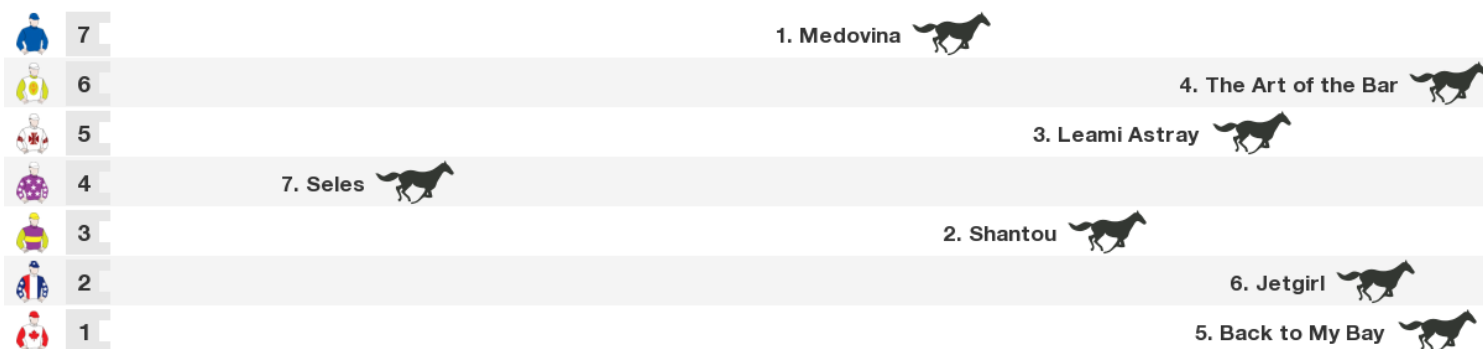 7 1. Medovina
6 4. The Art of the Bar
5 3. Leami Astray
4 7. Seles
3 2. Shantou
2 6. Jetgirl
1 5. Back to My Bay